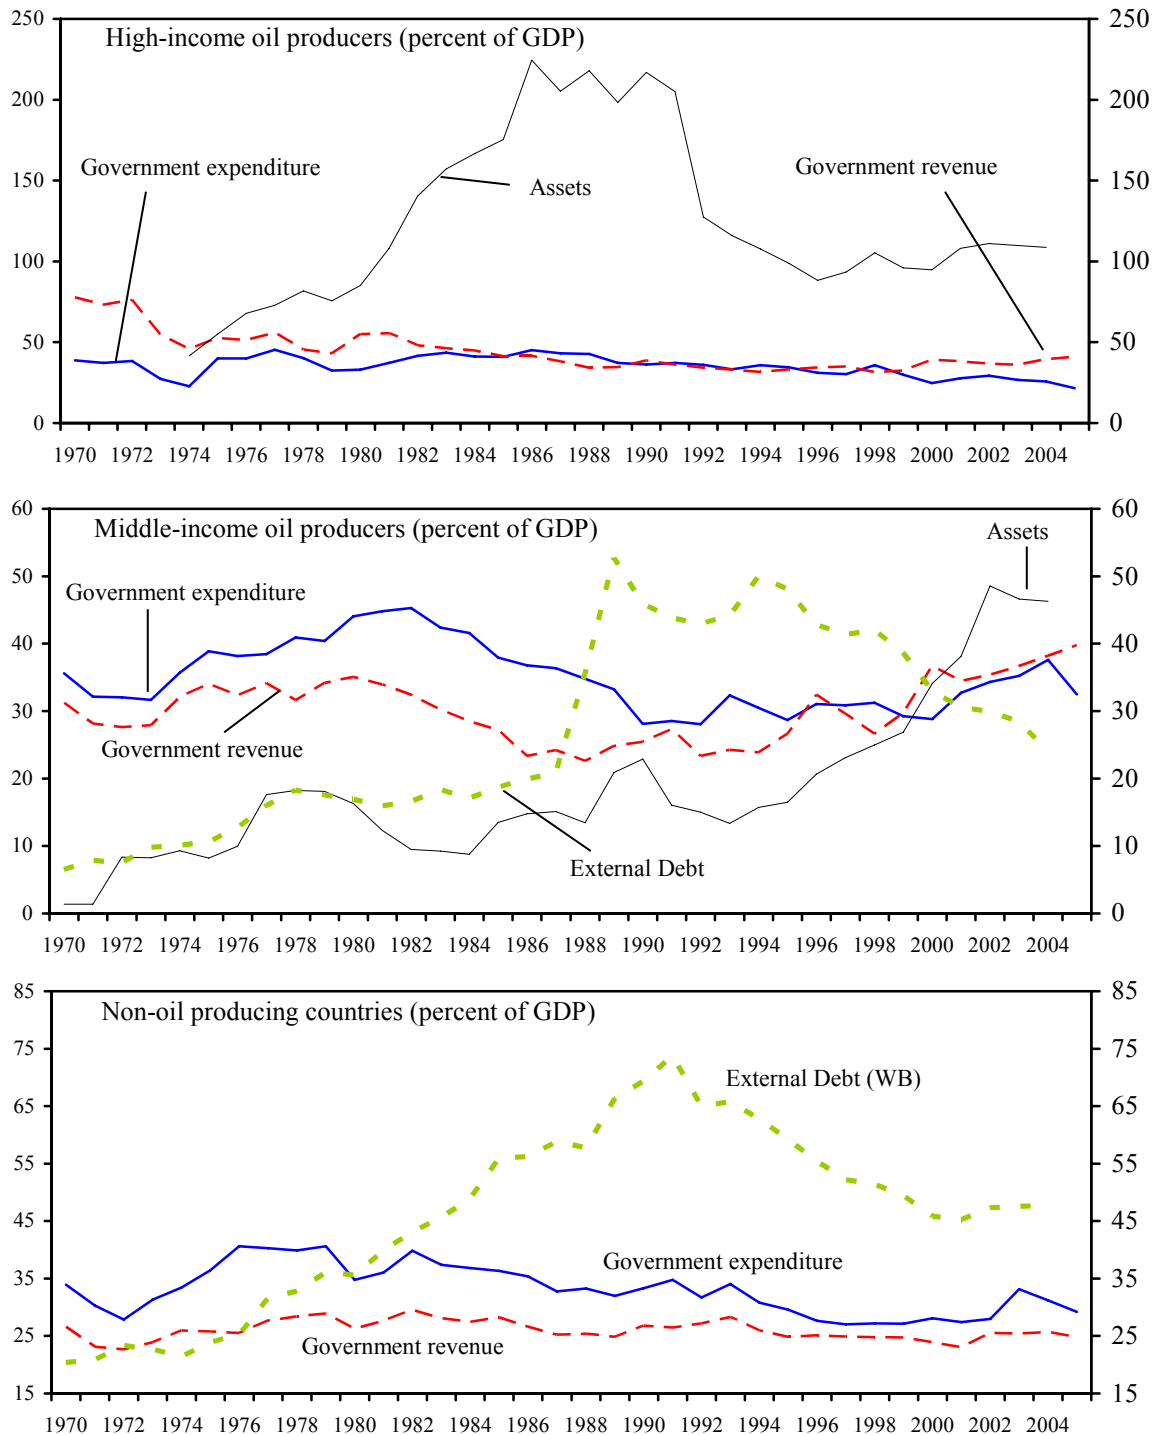 High-income oil producers (percent of GDP)
250 250
200 200
150 150
100 100
50 50
0 0
Government expenditure
Assets
Government revenue
1970 1972 1974 1976 1978 1980 1982 1984 1986 1988 1990 1992 1994 1996 1998 2000 2002 2004
Middle-income oil producers (percent of GDP)
60 60
50 50
40 40
30 30
20 20
10 10
0 0
Assets
Government expenditure
Government revenue
External Debt
1970 1972 1974 1976 1978 1980 1982 1984 1986 1988 1990 1992 1994 1996 1998 2000 2002 2004
Non-oil producing countries (percent of GDP)
85 85
75 75
65 65
55 55
45 45
35 35
25 25
15 15
External Debt (WB)
Government expenditure
Government revenue
1970 1972 1974 1976 1978 1980 1982 1984 1986 1988 1990 1992 1994 1996 1998 2000 2002 2004